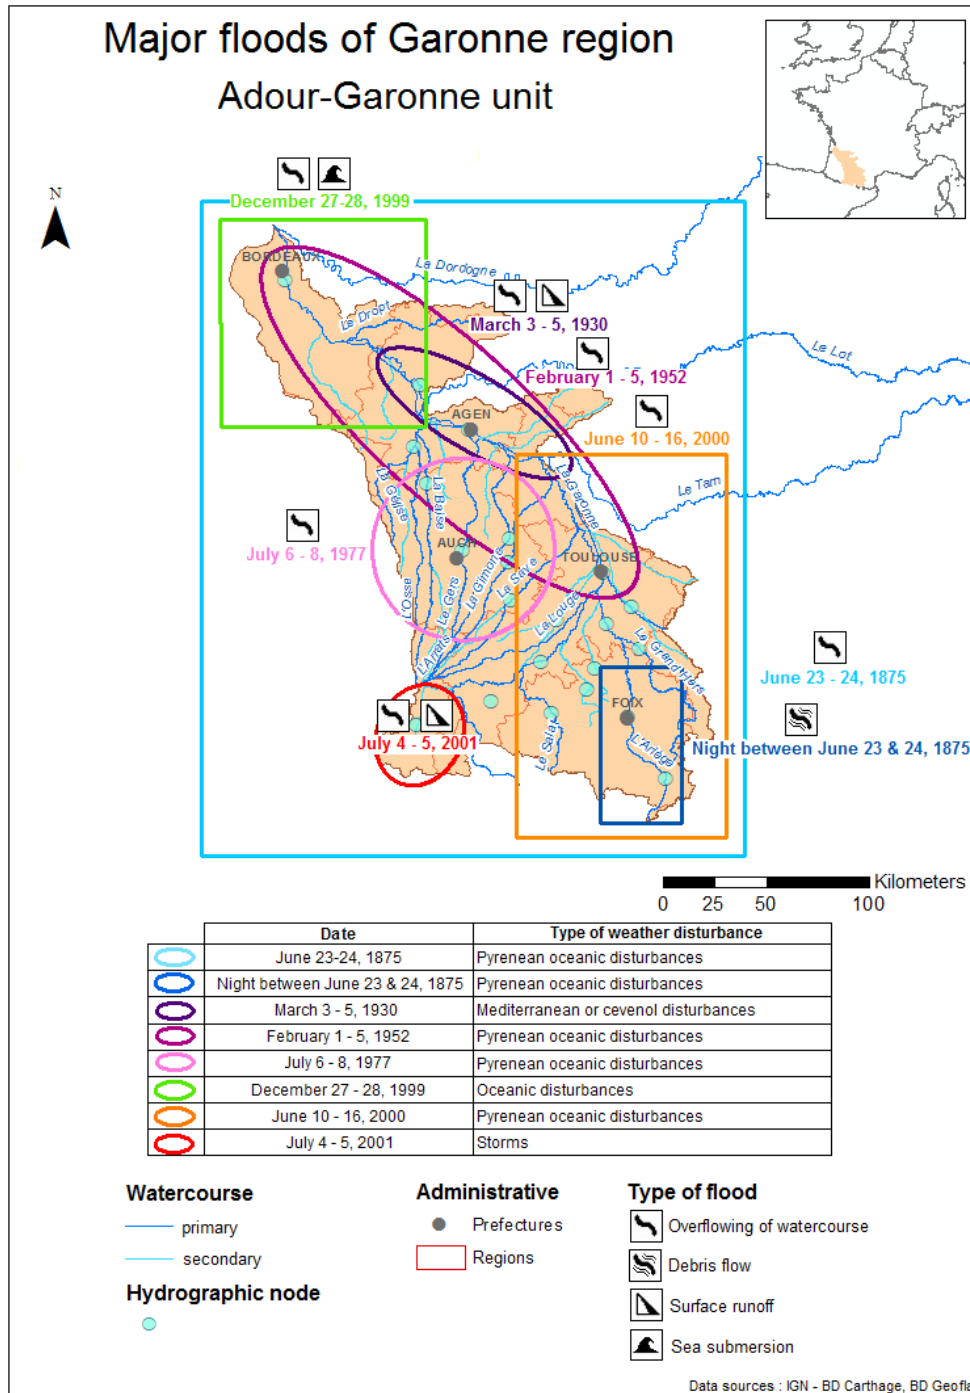 Major floods of Garonne region
Adour-Garonne unit
N
December 27-28, 1999
BORDEAUX
La Dordogne
Le Dropt
March 3 - 5, 1930
Le Lot
February 1 - 5, 1952
AGEN
June 10 - 16, 2000
La Garonne
Le Tarn
La Gélise
La Baïse
July 6 - 8, 1977
AUCH
TOULOUSE
L'Osse
Le Gers
La Gimone
La Save
La Louge
L'Arrats
Le Grand Hers
June 23 - 24, 1875
FOIX
July 4 - 5, 2001
Le Salat
L'Ariège
Night between June 23 & 24, 1875
Kilometers
0 25 50 100
Date Type of weather disturbance
June 23-24, 1875 Pyrenean oceanic disturbances
Night between June 23 & 24, 1875 Pyrenean oceanic disturbances
March 3 - 5, 1930 Mediterranean or cevenol disturbances
February 1 - 5, 1952 Pyrenean oceanic disturbances
July 6 - 8, 1977 Pyrenean oceanic disturbances
December 27 - 28, 1999 Oceanic disturbances
June 10 - 16, 2000 Pyrenean oceanic disturbances
July 4 - 5, 2001 Storms
Watercourse
primary
secondary
Hydrographic node
Administrative
Prefectures
Regions
Type of flood
Overflowing of watercourse
Debris flow
Surface runoff
Sea submersion
Data sources : IGN - BD Carthage, BD Geofla